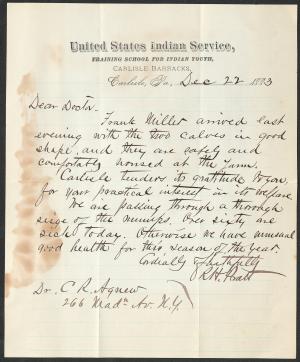 United States Indian Service,
TRAINING SCHOOL FOR INDIAN YOUTH,
CARLISLE BARRACKS,
Carlisle, Pa., Dec 22 1883
Dear Doctor
Frank Miller arrived last
evening with the two calves in good
shape, and they are safely and
comfortably housed at the Farm.
Carlisle tenders its gratitude to you
for your practical interest in its welfare.
We are passing through a thorough
siege of the mumps. Over sixty are
sick today. Otherwise we have unusual
good health for this season of the year.
Cordially & faithfully
R H Pratt
Dr. C. R. Agnew
266 Madn Av. N.Y.